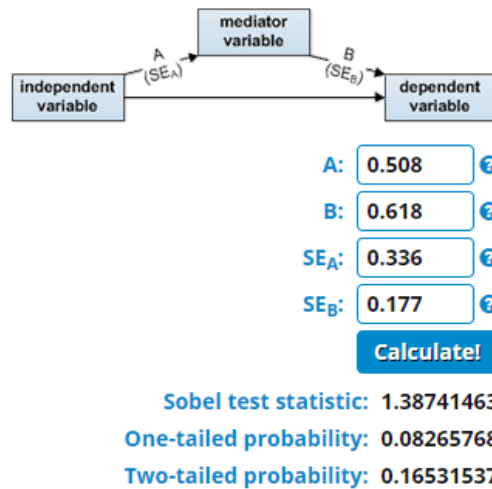 mediator
variable
A
(SEA)
B
(SEB)
independent
variable
dependent
variable
A: 0.508 ?
B: 0.618 ?
SEA: 0.336 ?
SEB: 0.177 ?
Calculate!
Sobel test statistic: 1.38741463
One-tailed probability: 0.08265768
Two-tailed probability: 0.16531537